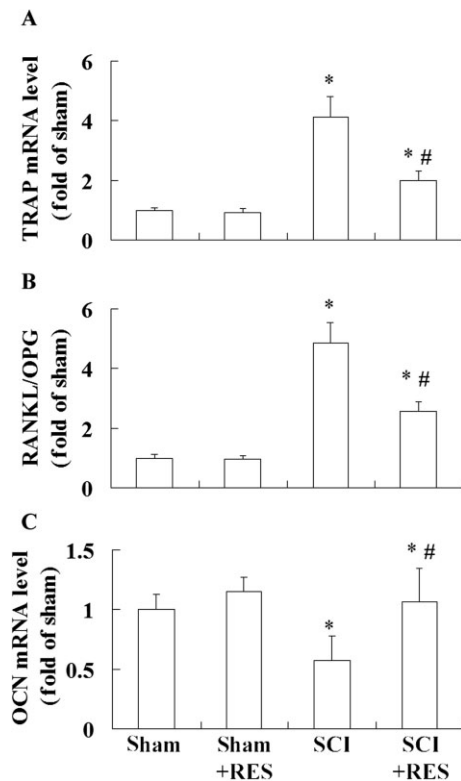 A
TRAP mRNA level
(fold of sham)
6
4
2
0
*
* #
B
RANKL/OPG
(fold of sham)
6
4
2
0
*
* #
C
OCN mRNA level
(fold of sham)
1.5
1
0.5
0
*
* #
Sham
Sham
+RES
SCI
SCI
+RES